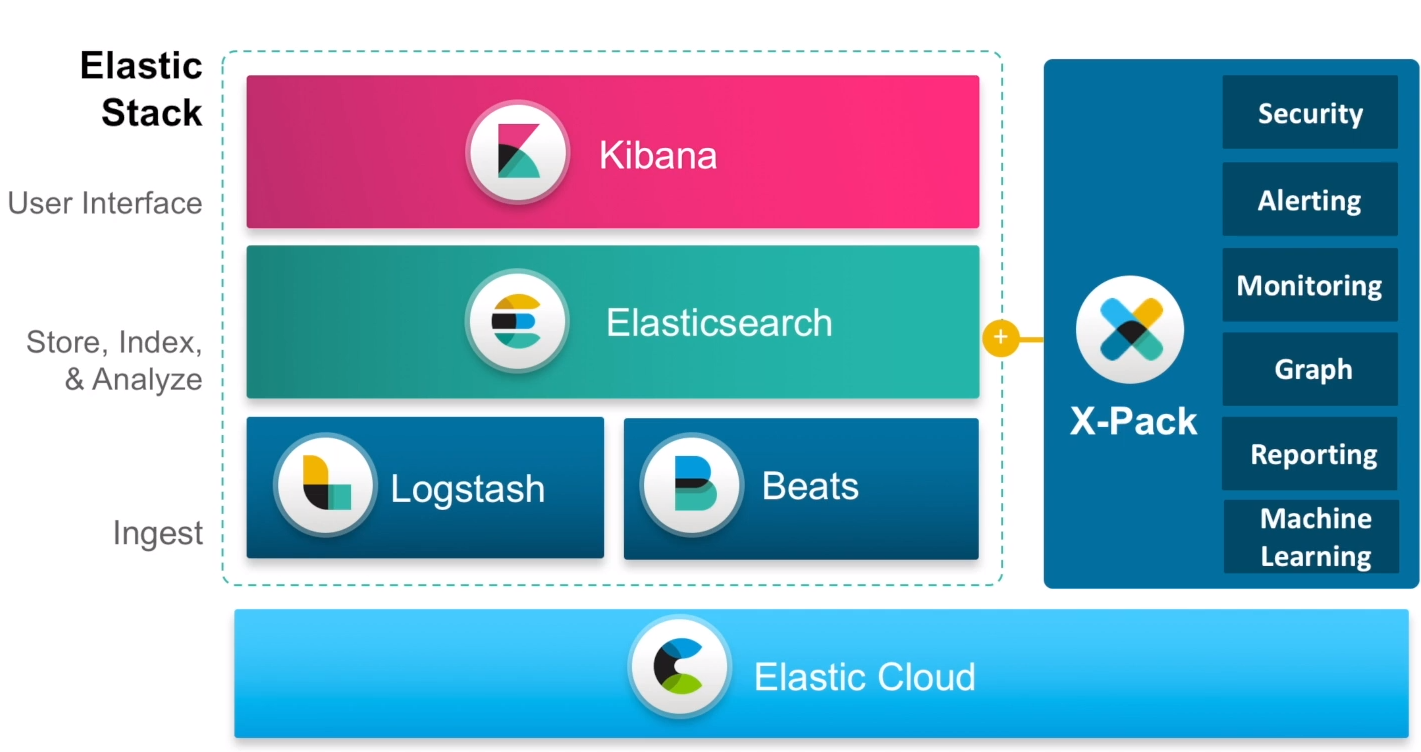 Elastic
Stack
User Interface
Store, Index,
& Analyze
Ingest
Kibana
Elasticsearch
Logstash
Beats
+
X-Pack
Security
Alerting
Monitoring
Graph
Reporting
Machine
Learning
Elastic Cloud